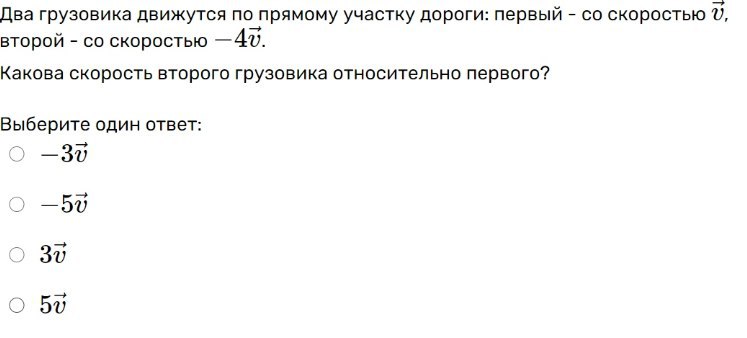 Два грузовика движутся по прямому участку дороги: первый - со скоростью $\vec{v}$,
второй - со скоростью $-4\vec{v}$.
Какова скорость второго грузовика относительно первого?
Выберите один ответ:
$-3\vec{v}$
$-5\vec{v}$
$3\vec{v}$
$5\vec{v}$